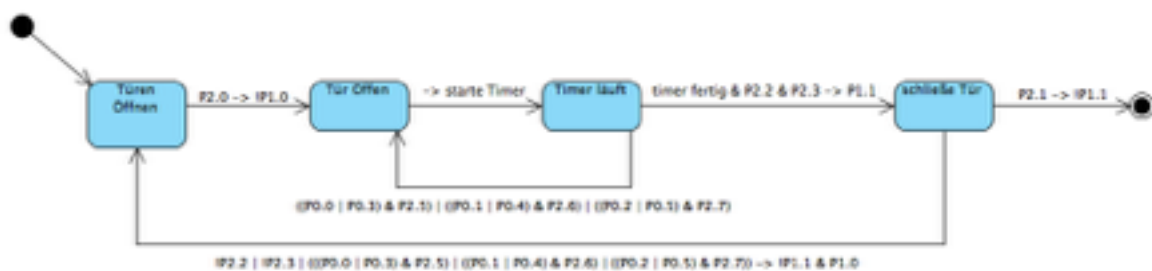 Türen
Öffnen
P2.0 -> !P1.0
Tür Offen
-> starte Timer
Timer läuft
timer fertig & P2.2 & P2.3 -> P1.1
schließe Tür
P2.1 -> !P1.1
((P0.0 | P0.3) & P2.5) | ((P0.1 | P0.4) & P2.6) | ((P0.2 | P0.5) & P2.7)
!P2.2 | !P2.3 | (((P0.0 | P0.3) & P2.5) | ((P0.1 | P0.4) & P2.6) | ((P0.2 | P0.5) & P2.7)) -> !P1.1 & P1.0